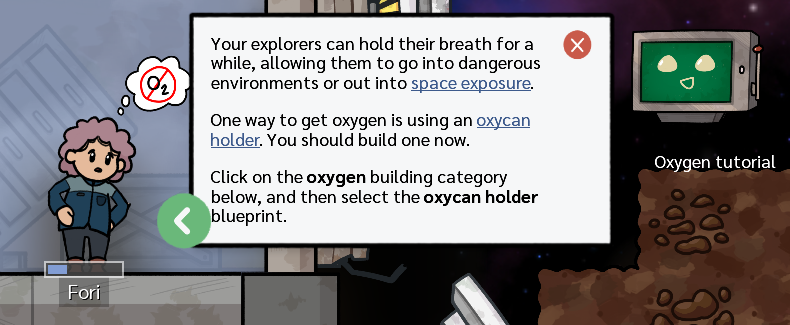 Your explorers can hold their breath for a
while, allowing them to go into dangerous
environments or out into space exposure.
One way to get oxygen is using an oxycan
holder. You should build one now.
Click on the oxygen building category
below, and then select the oxycan holder
blueprint.
O₂
Oxygen tutorial
Fori